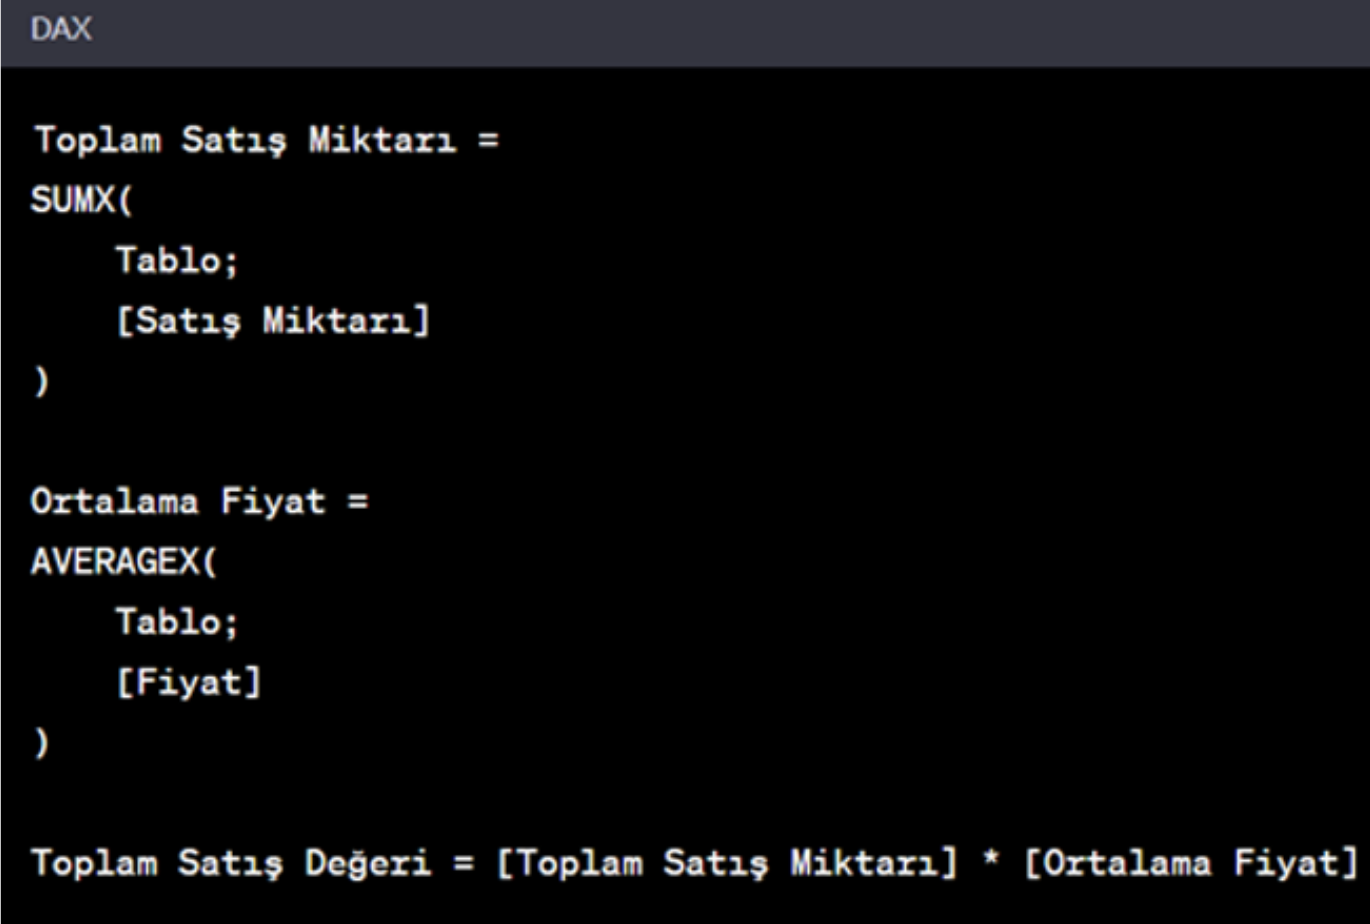 DAX
Toplam Satış Miktarı =
SUMX(
Tablo;
[Satış Miktarı]
)
Ortalama Fiyat =
AVERAGEX(
Tablo;
[Fiyat]
)
Toplam Satış Değeri = [Toplam Satış Miktarı] * [Ortalama Fiyat]